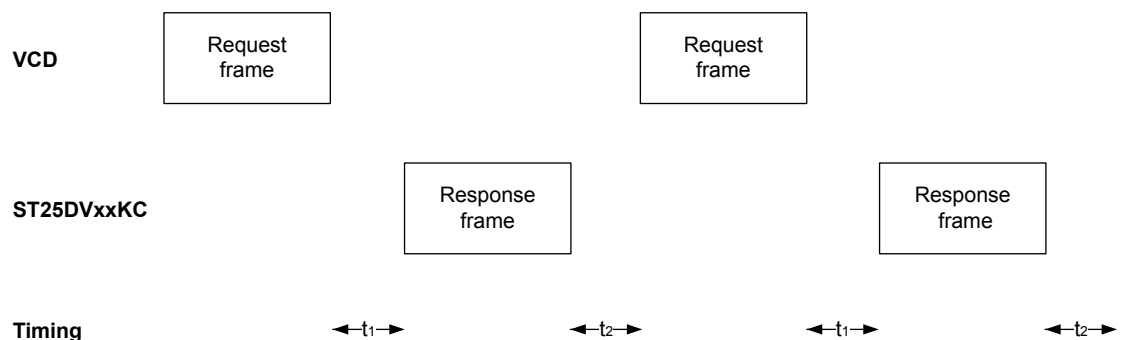 VCD
Request
frame
Request
frame
ST25DVxxKC
Response
frame
Response
frame
Timing
t1
t2
t1
t2